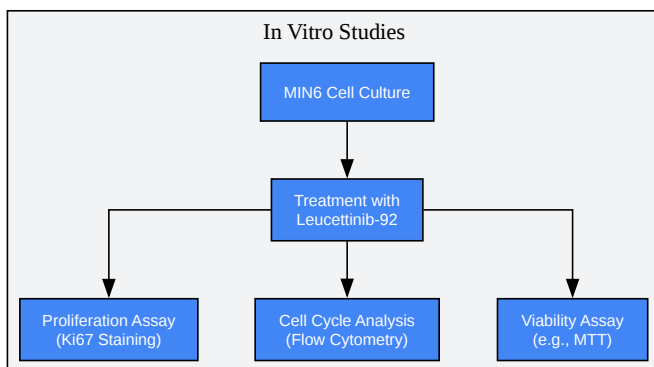 In Vitro Studies
MIN6 Cell Culture
Treatment with
Leucettinib-92
Proliferation Assay
(Ki67 Staining)
Cell Cycle Analysis
(Flow Cytometry)
Viability Assay
(e.g., MTT)